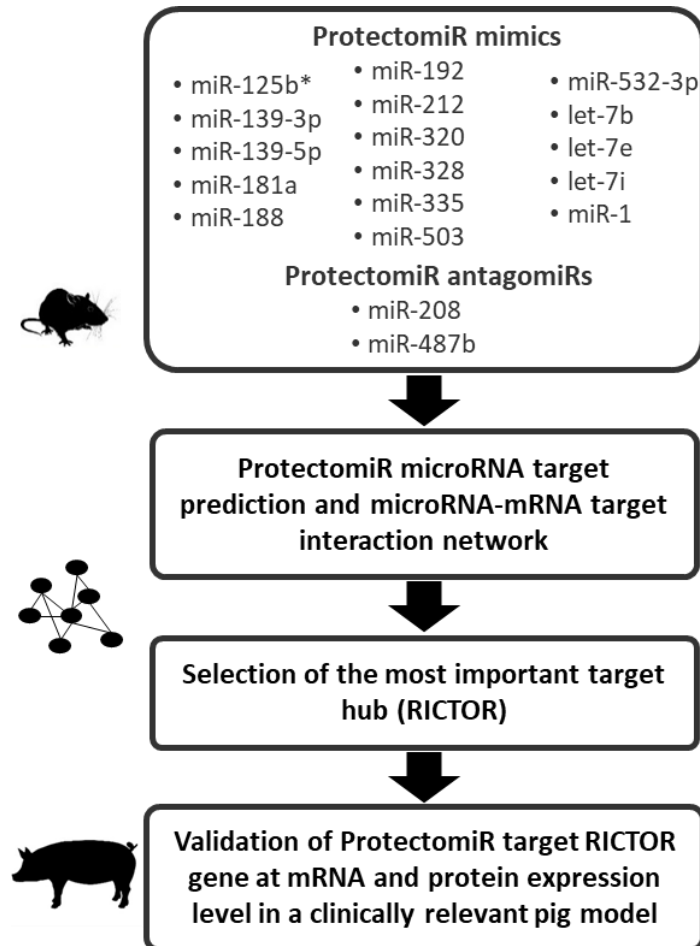 ProtectomiR mimics
• miR-125b*
• miR-139-3p
• miR-139-5p
• miR-181a
• miR-188
• miR-192
• miR-212
• miR-320
• miR-328
• miR-335
• miR-503
• miR-532-3p
• let-7b
• let-7e
• let-7i
• miR-1
ProtectomiR antagomiRs
• miR-208
• miR-487b
ProtectomiR microRNA target
prediction and microRNA-mRNA target
interaction network
Selection of the most important target
hub (RICTOR)
Validation of ProtectomiR target RICTOR
gene at mRNA and protein expression
level in a clinically relevant pig model